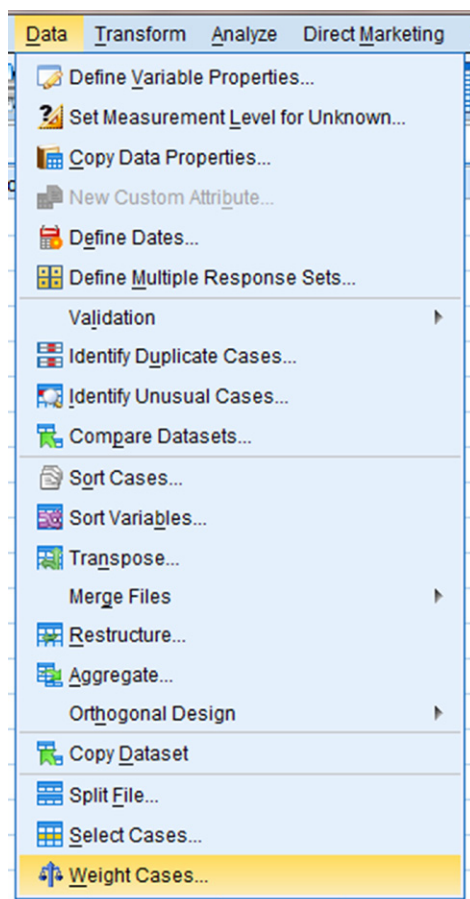 Data Transform Analyze Direct Marketing
Define Variable Properties...
Set Measurement Level for Unknown...
Copy Data Properties...
New Custom Attribute...
Define Dates...
Define Multiple Response Sets...
Validation
Identify Duplicate Cases...
Identify Unusual Cases...
Compare Datasets...
Sort Cases...
Sort Variables...
Transpose...
Merge Files
Restructure...
Aggregate...
Orthogonal Design
Copy Dataset
Split File...
Select Cases...
Weight Cases...